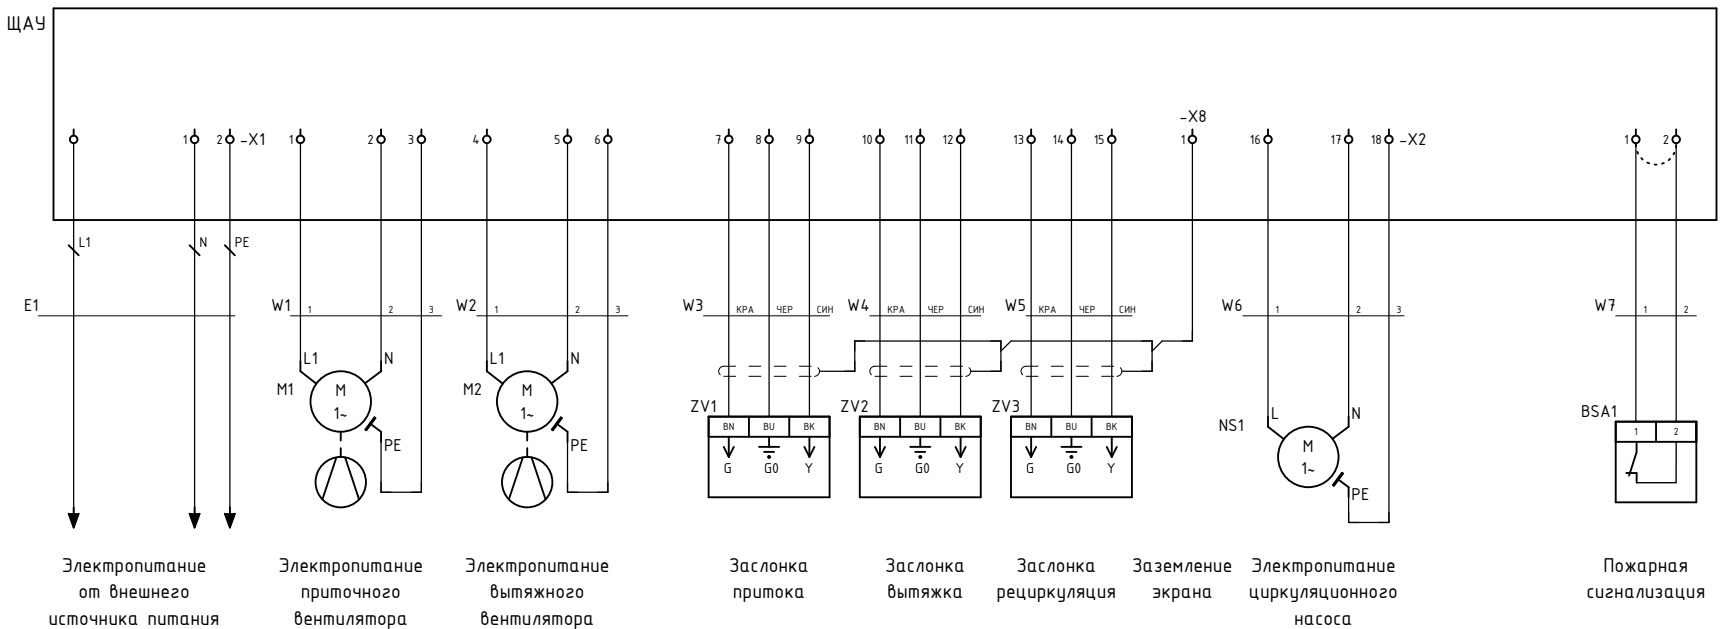 ЩАУ
-X8
1 2 -X1 1 2 3 4 5 6 7 8 9 10 11 12 13 14 15 1 16 17 18 -X2 1 2
L1 N PE
E1 W1 1 2 3 W2 1 2 3 W3 КРА ЧЕР СИН W4 КРА ЧЕР СИН W5 КРА ЧЕР СИН W6 1 2 3 W7 1 2
L1 N L1 N
M1 M 1~ M2 M 1~
PE PE
ZV1 ZV2 ZV3 L N BSA1
BN BU BK BN BU BK BN BU BK NS1 M 1~ 1 2
G G0 Y G G0 Y G G0 Y
PE
Электропитание
от внешнего
источника питания
Электропитание
приточного
вентилятора
Электропитание
вытяжного
вентилятора
Заслонка
притока
Заслонка
вытяжка
Заслонка
рециркуляция
Заземление
экрана
Электропитание
циркуляционного
насоса
Пожарная
сигнализация